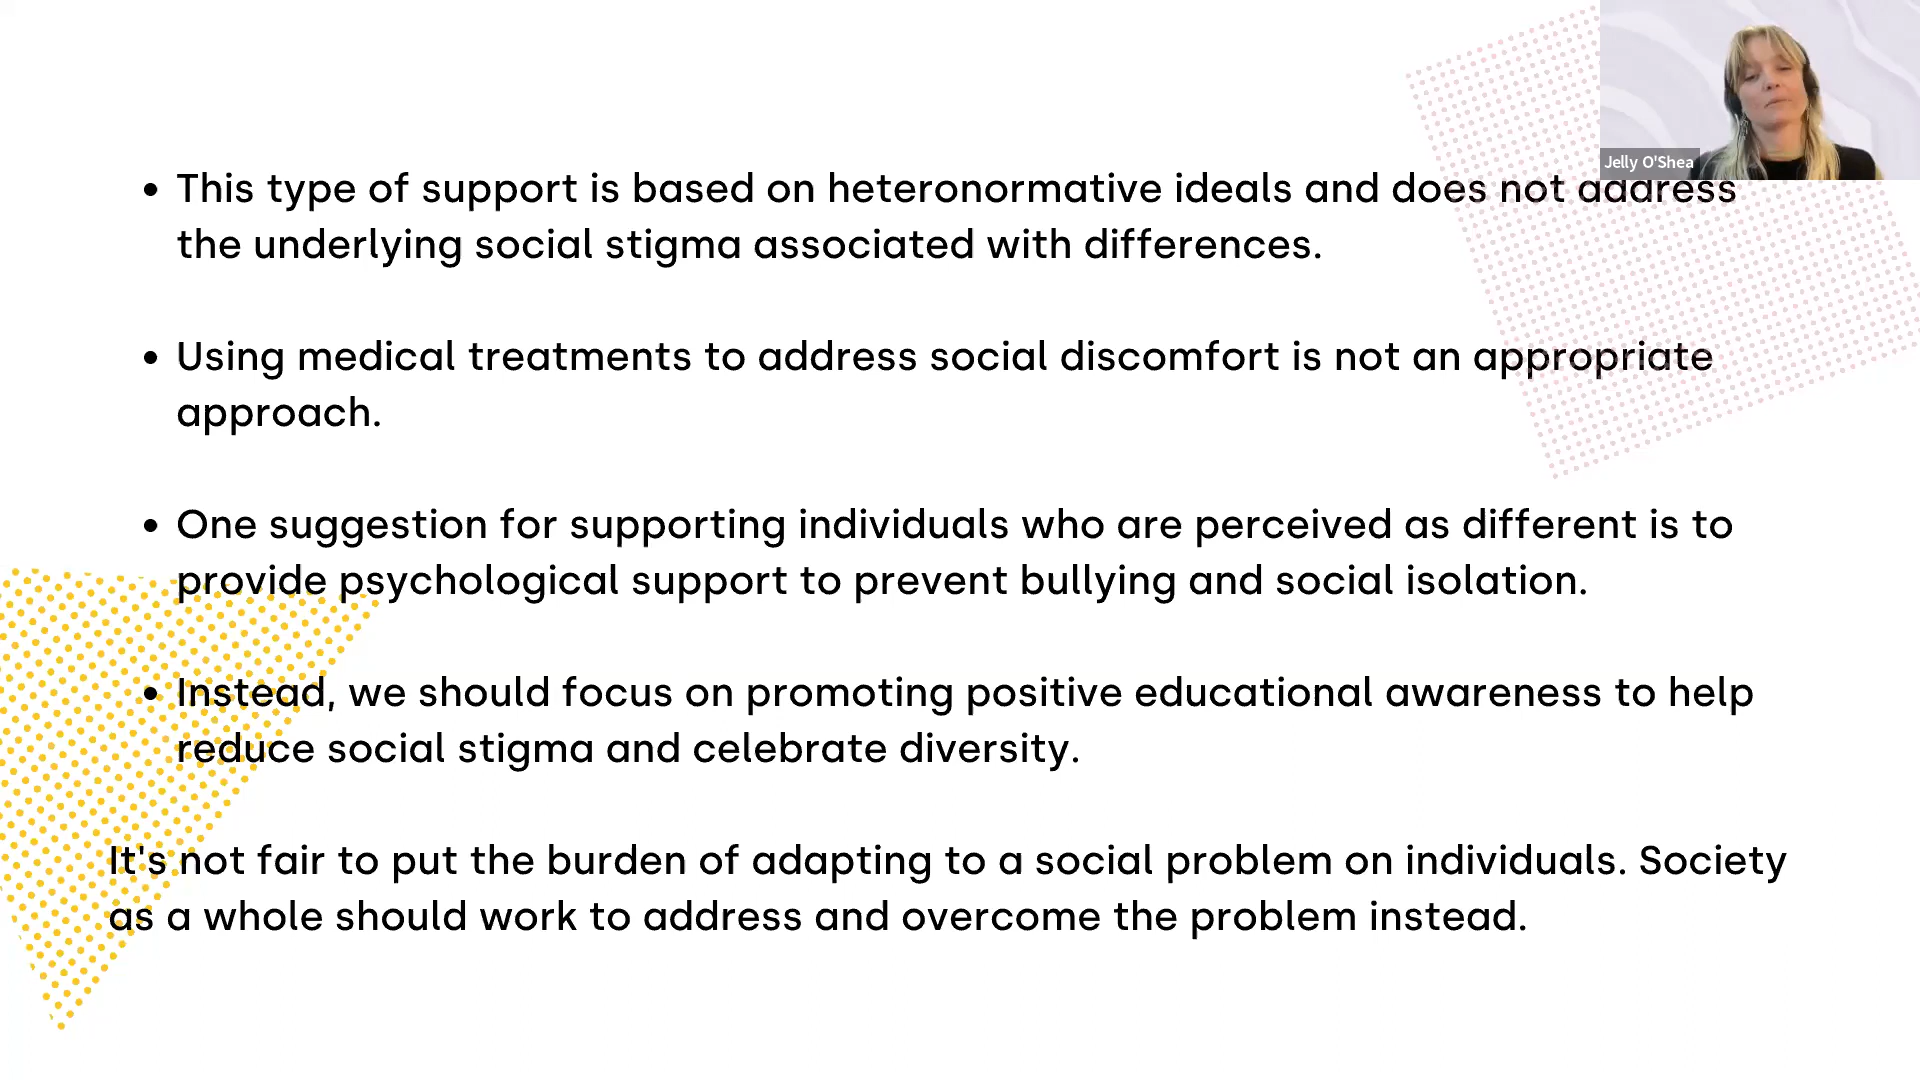 Jelly O'Shea
• This type of support is based on heteronormative ideals and does not address
the underlying social stigma associated with differences.
• Using medical treatments to address social discomfort is not an appropriate
approach.
• One suggestion for supporting individuals who are perceived as different is to
provide psychological support to prevent bullying and social isolation.
• Instead, we should focus on promoting positive educational awareness to help
reduce social stigma and celebrate diversity.
It's not fair to put the burden of adapting to a social problem on individuals. Society
as a whole should work to address and overcome the problem instead.